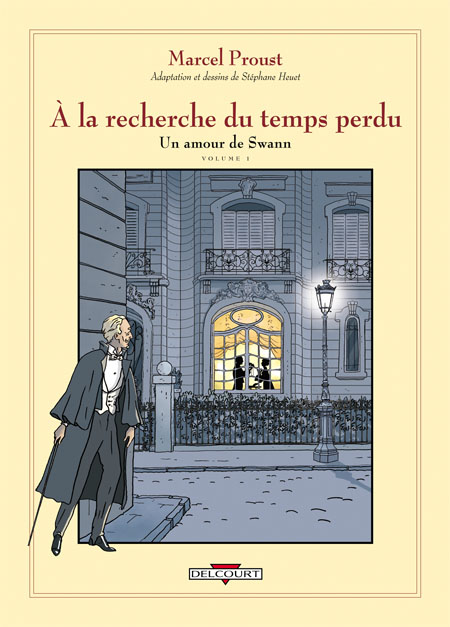 Marcel Proust
Adaptation et dessins de Stéphane Heuet
À la recherche du temps perdu
Un amour de Swann
VOLUME 1
DELCOURT